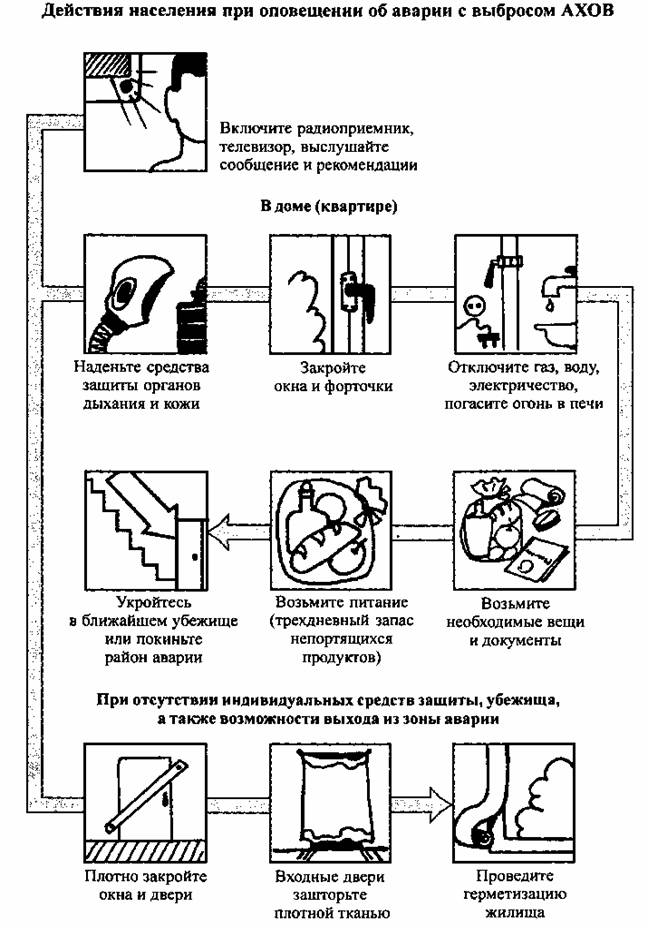 Действия населения при оповещении об аварии с выбросом АХОВ
Включите радиоприемник,
телевизор, выслушайте
сообщение и рекомендации
В доме (квартире)
Наденьте средства
защиты органов
дыхания и кожи
Закройте
окна и форточки
Отключите газ, воду,
электричество,
погасите огонь в печи
Укройтесь
в ближайшем убежище
или покиньте
район аварии
Возьмите питание
(трехдневный запас
непортящихся
продуктов)
Возьмите
необходимые вещи
и документы
При отсутствии индивидуальных средств защиты, убежища,
а также возможности выхода из зоны аварии
Плотно закройте
окна и двери
Входные двери
зашторьте
плотной тканью
Проведите
герметизацию
жилища